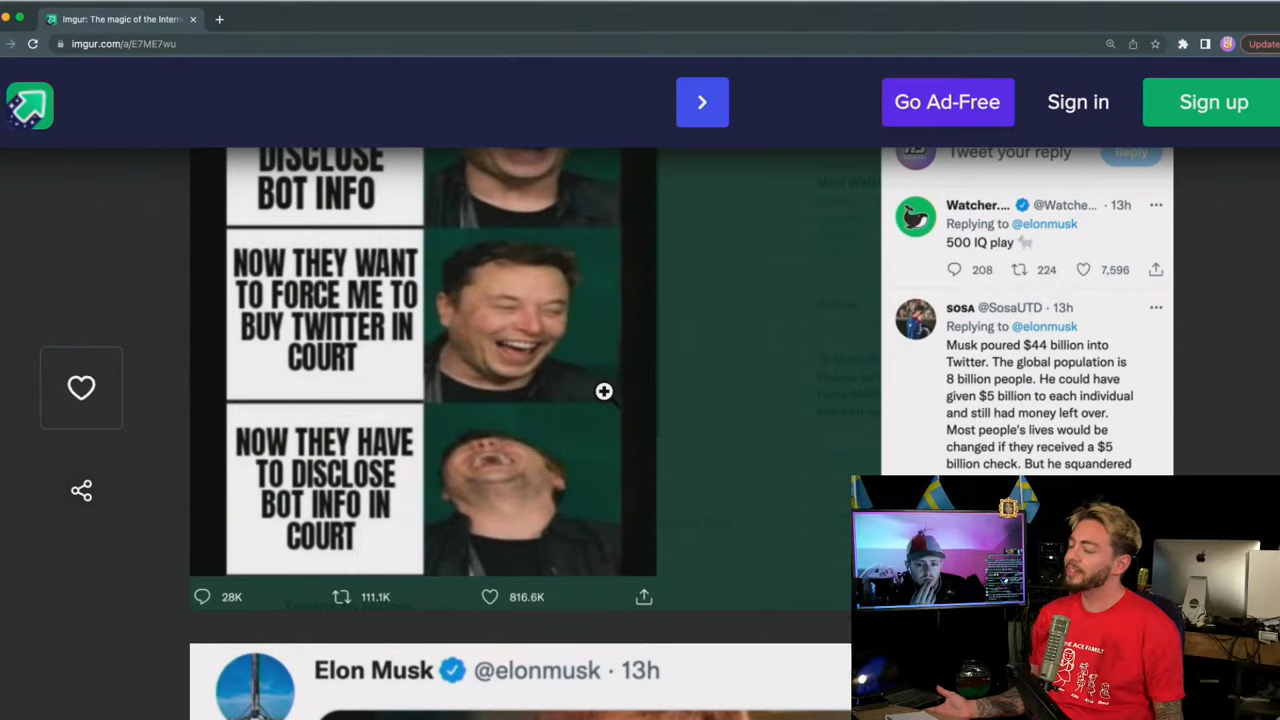 Imgur: The magic of the Intern
imgur.com/a/E7ME7wu
Update
Go Ad-Free
Sign in
Sign up
DISCLOSE
BOT INFO
NOW THEY WANT
TO FORCE ME TO
BUY TWITTER IN
COURT
NOW THEY HAVE
TO DISCLOSE
BOT INFO IN
COURT
28K
111.1K
816.6K
Elon Musk @elonmusk · 13h
Tweet your reply
Reply
Watcher.... @Watche... · 13h
Replying to @elonmusk
500 IQ play
208
224
7,596
SOSA @SosaUTD · 13h
Replying to @elonmusk
Musk poured $44 billion into
Twitter. The global population is
8 billion people. He could have
given $5 billion to each individual
and still had money left over.
Most people's lives would be
changed if they received a $5
billion check. But he squandered
THE ACE FAMILY